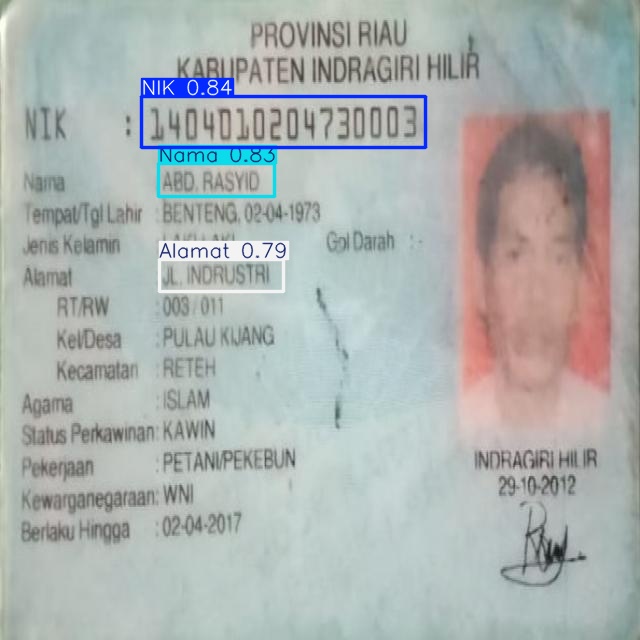 PROVINSI RIAU
KABUPATEN INDRAGIRI HILIR
NIK 0.84
NIK : 1404010204730003
Nama 0.83
Nama ABD. RASYID
Tempat/Tgl Lahir : BENTENG, 02-04-1973
Jenis Kelamin Gol Darah : -
Alamat 0.79
Alamat JL. INDRUSTRI
RT/RW : 003/011
Kel/Desa : PULAU KIJANG
Kecamatan : RETEH
Agama : ISLAM
Status Perkawinan: KAWIN
Pekerjaan : PETANI/PEKEBUN
Kewarganegaraan: WNI
Berlaku Hingga : 02-04-2017
INDRAGIRI HILIR
29-10-2012